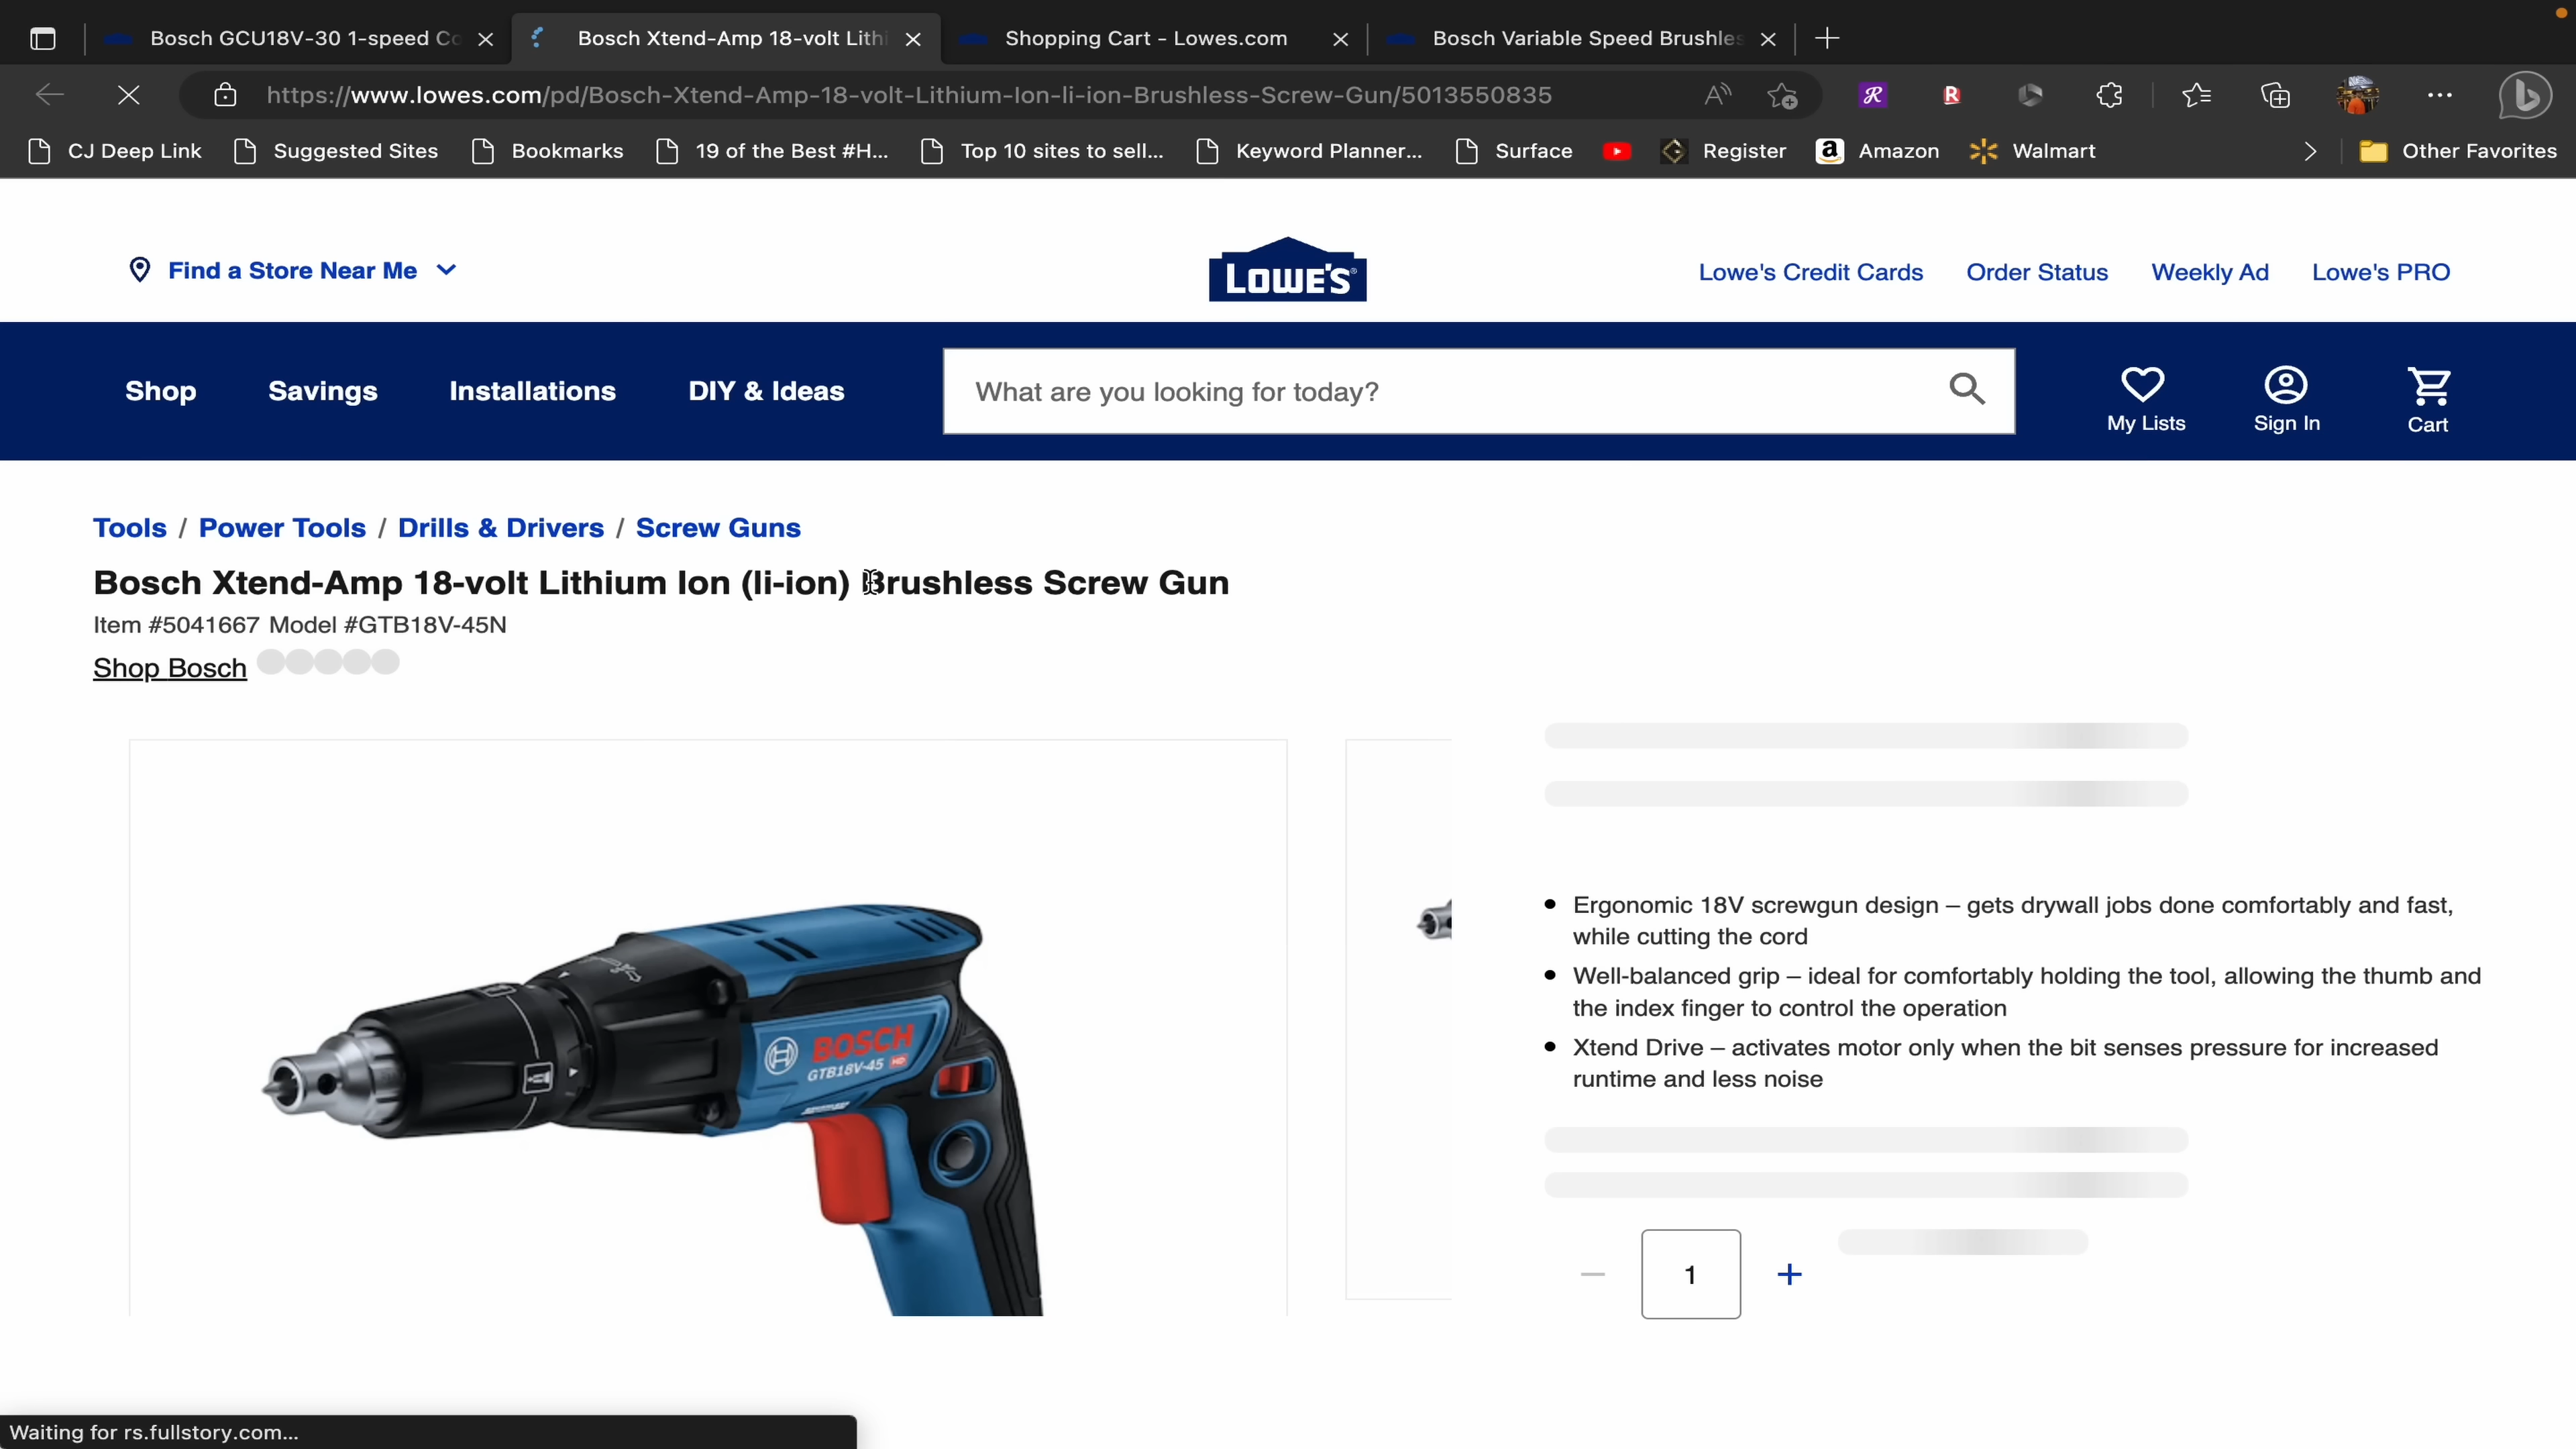 Bosch GCU18V-30 1-speed Co
Bosch Xtend-Amp 18-volt Lithi
Shopping Cart - Lowes.com
Bosch Variable Speed Brushles
https://www.lowes.com/pd/Bosch-Xtend-Amp-18-volt-Lithium-Ion-li-ion-Brushless-Screw-Gun/5013550835
CJ Deep Link
Suggested Sites
Bookmarks
19 of the Best #H...
Top 10 sites to sell...
Keyword Planner...
Surface
Register
Amazon
Walmart
Other Favorites
Find a Store Near Me
LOWE'S
Lowe's Credit Cards
Order Status
Weekly Ad
Lowe's PRO
Shop
Savings
Installations
DIY & Ideas
What are you looking for today?
My Lists
Sign In
Cart
Tools / Power Tools / Drills & Drivers / Screw Guns
Bosch Xtend-Amp 18-volt Lithium Ion (li-ion) Brushless Screw Gun
Item #5041667 Model #GTB18V-45N
Shop Bosch
BOSCH
GTB18V-45
• Ergonomic 18V screwgun design – gets drywall jobs done comfortably and fast,
while cutting the cord
• Well-balanced grip – ideal for comfortably holding the tool, allowing the thumb and
the index finger to control the operation
• Xtend Drive – activates motor only when the bit senses pressure for increased
runtime and less noise
1
Waiting for rs.fullstory.com...